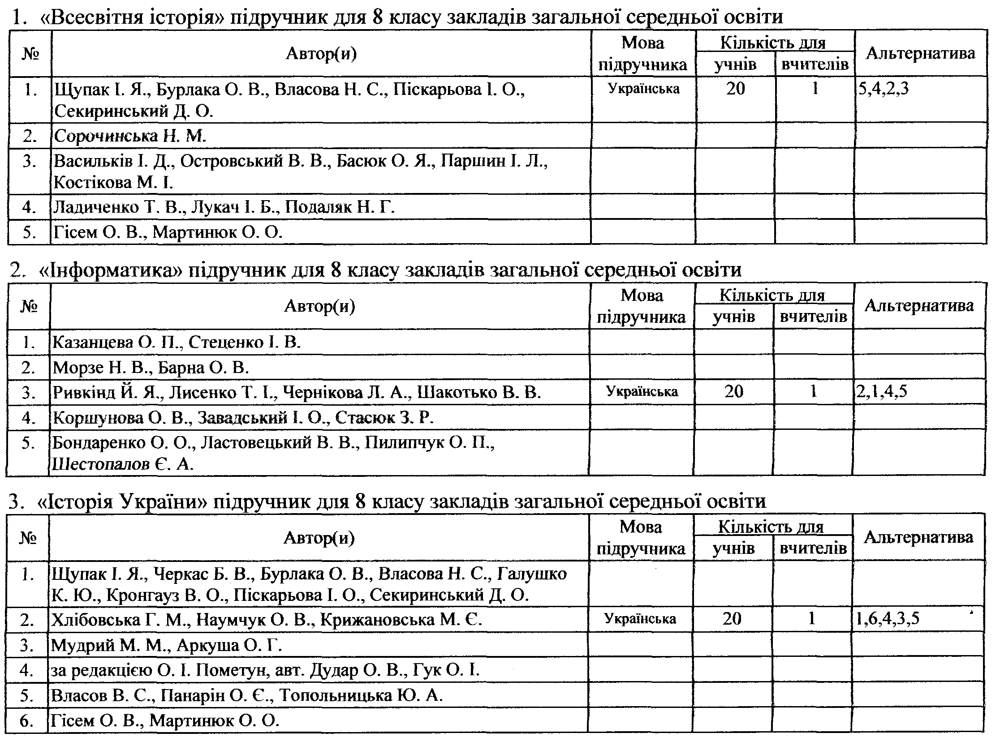 1. «Всесвітня історія» підручник для 8 класу закладів загальної середньої освіти
№ Автор(и) Мова підручника Кількість для учнів вчителів Альтернатива
1. Щупак І. Я., Бурлака О. В., Власова Н. С., Піскарьова І. О., Українська 20 1 5,4,2,3
Секиринський Д. О.
2. Сорочинська Н. М.
3. Васильків І. Д., Островський В. В., Басюк О. Я., Паршин І. Л.,
Костікова М. І.
4. Ладиченко Т. В., Лукач І. Б., Подаляк Н. Г.
5. Гісем О. В., Мартинюк О. О.
2. «Інформатика» підручник для 8 класу закладів загальної середньої освіти
№ Автор(и) Мова підручника Кількість для учнів вчителів Альтернатива
1. Казанцева О. П., Стеценко І. В.
2. Морзе Н. В., Барна О. В.
3. Ривкінд Й. Я., Лисенко Т. І., Чернікова Л. А., Шакотько В. В. Українська 20 1 2,1,4,5
4. Коршунова О. В., Завадський І. О., Стасюк З. Р.
5. Бондаренко О. О., Ластовецький В. В., Пилипчук О. П.,
Шестопалов Є. А.
3. «Історія України» підручник для 8 класу закладів загальної середньої освіти
№ Автор(и) Мова підручника Кількість для учнів вчителів Альтернатива
1. Щупак І. Я., Черкас Б. В., Бурлака О. В., Власова Н. С., Галушко
К. Ю., Кронгауз В. О., Піскарьова І. О., Секиринський Д. О.
2. Хлібовська Г. М., Наумчук О. В., Крижановська М. Є. Українська 20 1 1,6,4,3,5
3. Мудрий М. М., Аркуша О. Г.
4. за редакцією О. І. Пометун, авт. Дудар О. В., Гук О. І.
5. Власов В. С., Панарін О. Є., Топольницька Ю. А.
6. Гісем О. В., Мартинюк О. О.